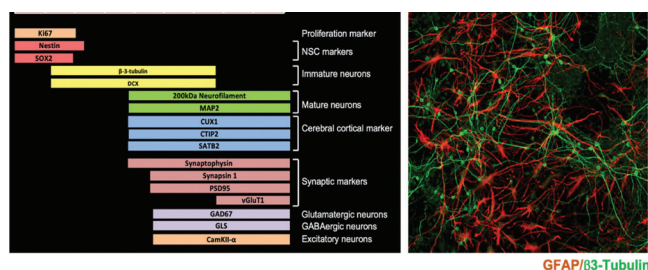 Ki67
Proliferation marker
Nestin
SOX2
NSC markers
β-3-tubulin
DCX
Immature neurons
200kDa Neurofilament
MAP2
Mature neurons
CUX1
CTIP2
SATB2
Cerebral cortical marker
Synaptophysin
Synapsin 1
PSD95
vGluT1
Synaptic markers
GAD67
Glutamatergic neurons
GLS
GABAergic neurons
CamKII-α
Excitatory neurons
GFAP/β3-Tubulin